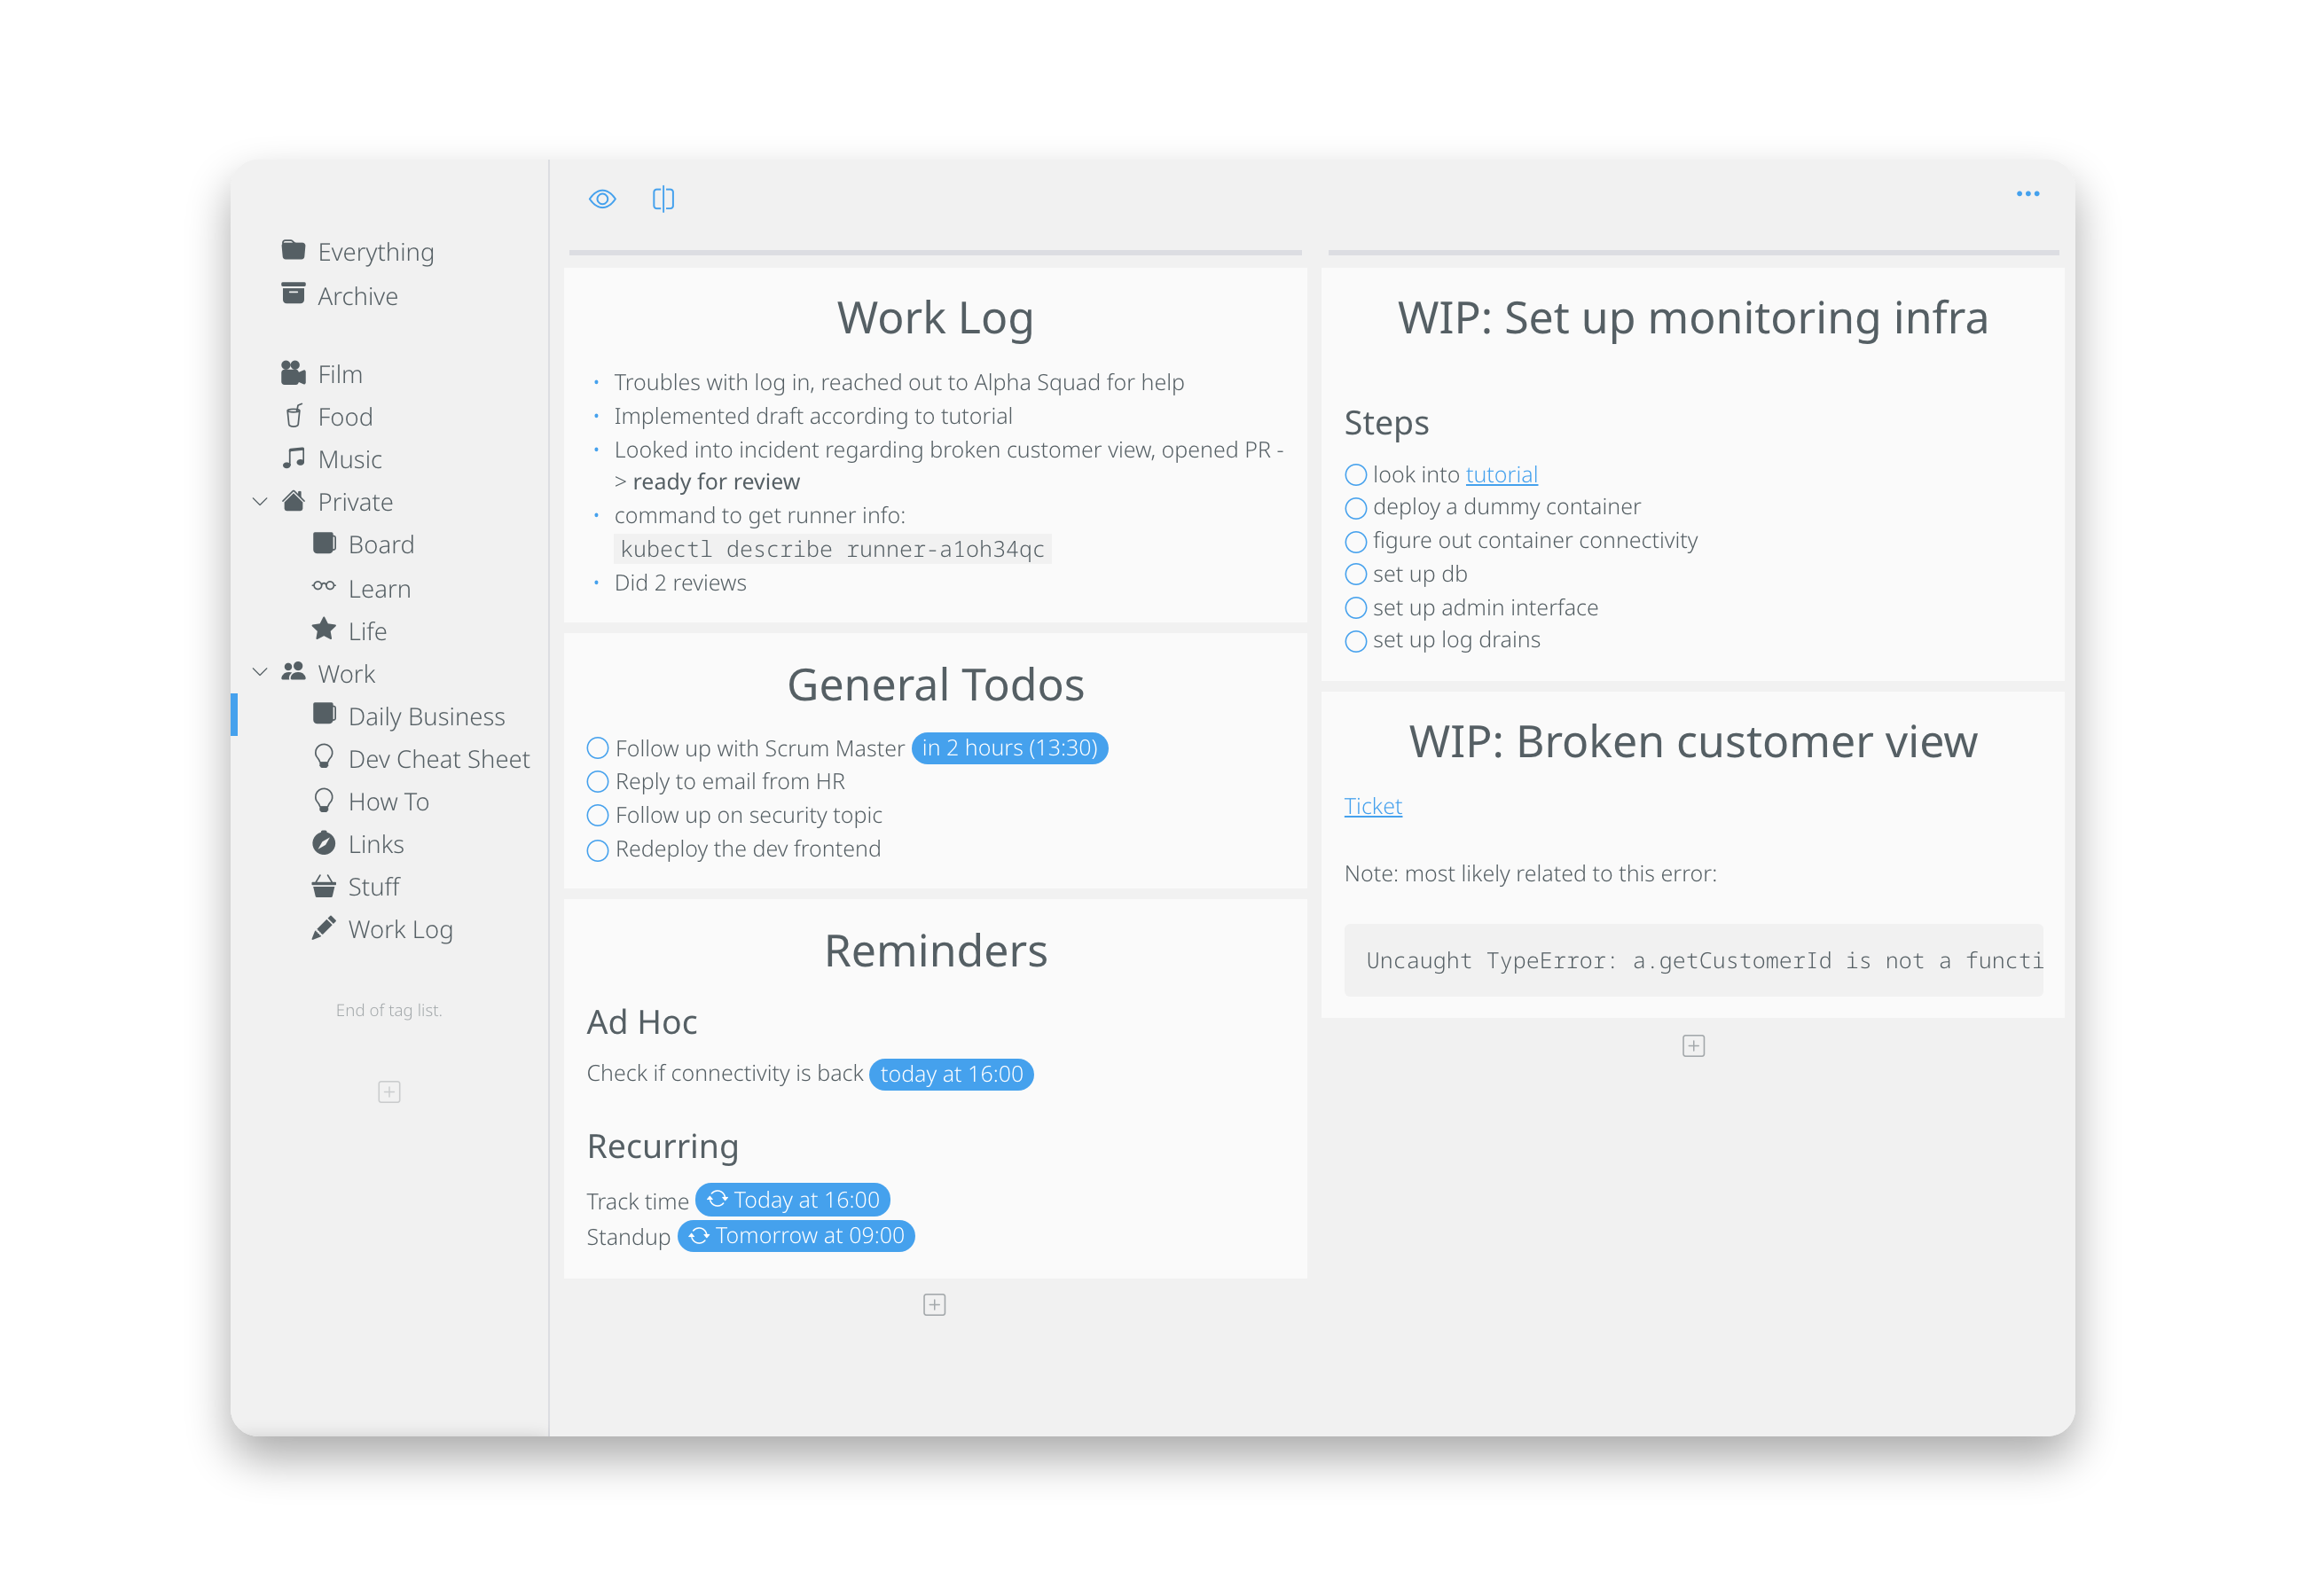 Everything
Archive
Film
Food
Music
Private
Board
Learn
Life
Work
Daily Business
Dev Cheat Sheet
How To
Links
Stuff
Work Log
End of tag list.
Work Log
Troubles with log in, reached out to Alpha Squad for help
Implemented draft according to tutorial
Looked into incident regarding broken customer view, opened PR -
> ready for review
command to get runner info:
kubectl describe runner-a1oh34qc
Did 2 reviews
General Todos
Follow up with Scrum Master in 2 hours (13:30)
Reply to email from HR
Follow up on security topic
Redeploy the dev frontend
Reminders
Ad Hoc
Check if connectivity is back today at 16:00
Recurring
Track time Today at 16:00
Standup Tomorrow at 09:00
WIP: Set up monitoring infra
Steps
look into tutorial
deploy a dummy container
figure out container connectivity
set up db
set up admin interface
set up log drains
WIP: Broken customer view
Ticket
Note: most likely related to this error:
Uncaught TypeError: a.getCustomerId is not a functi